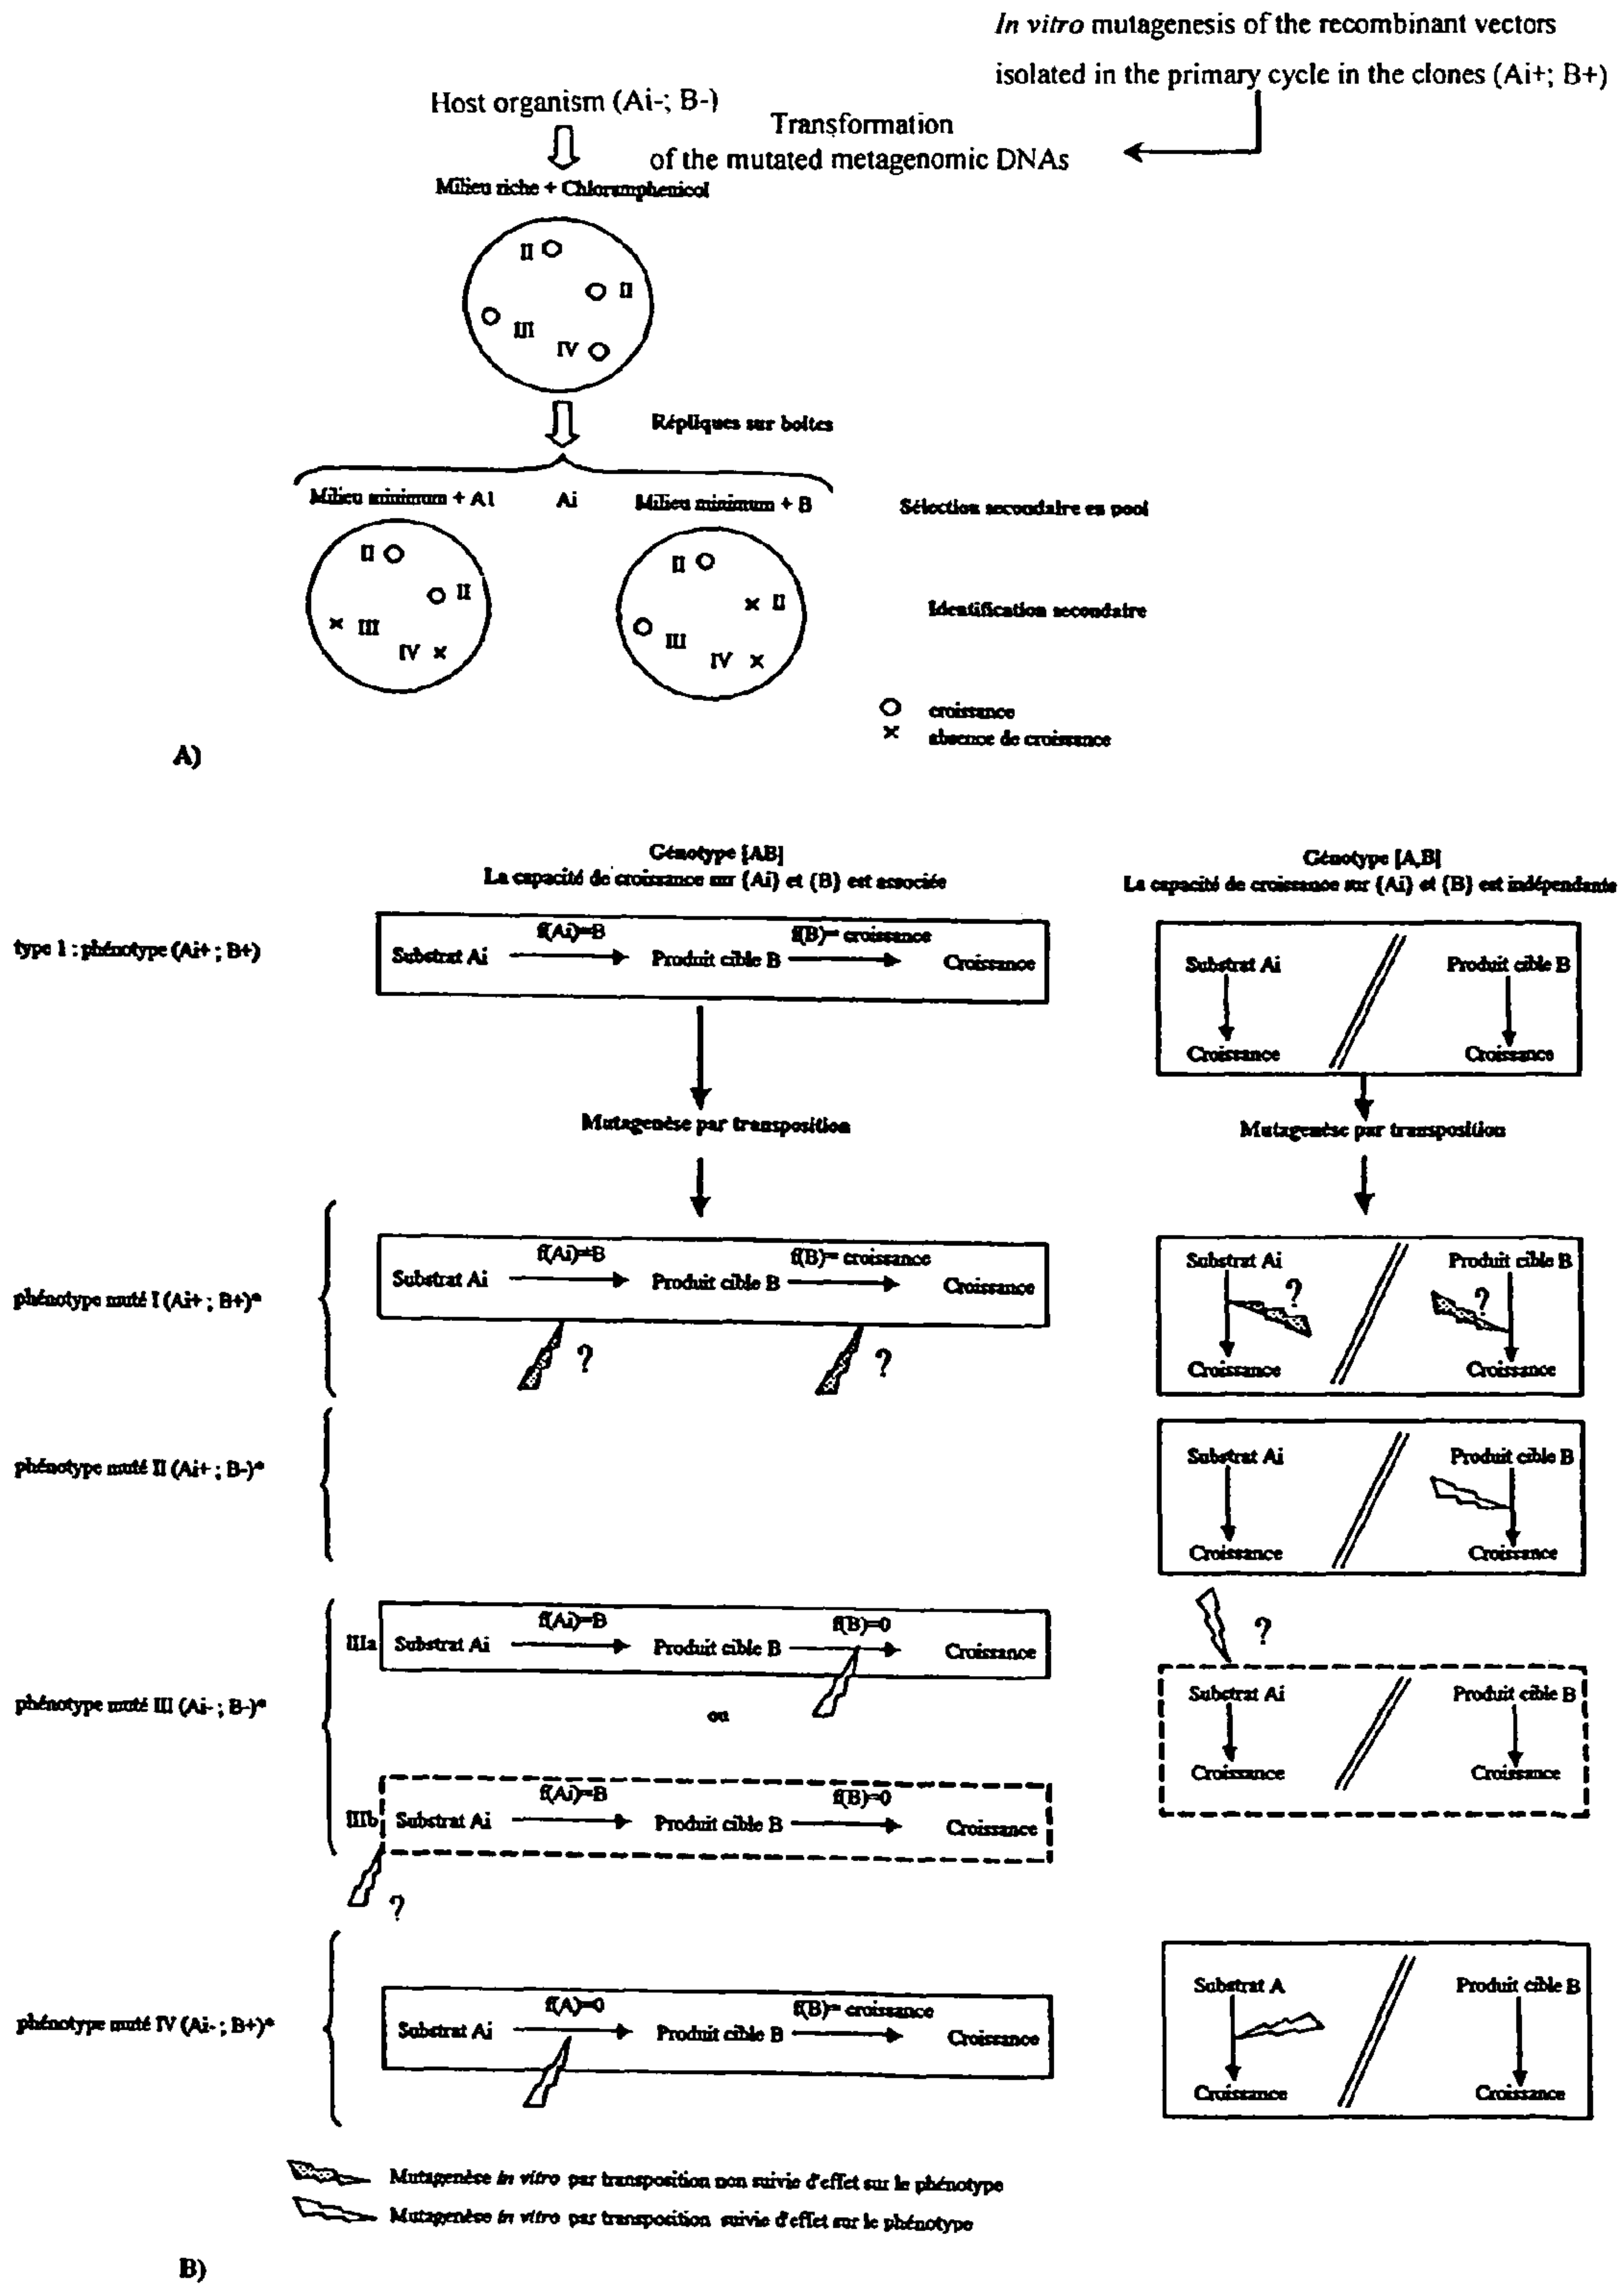 In vitro mutagenesis of the recombinant vectors
isolated in the primary cycle in the clones (Ai+; B+)
Host organism (Ai-; B-)
Transformation
of the mutated metagenomic DNAs
Milieu riche + Chloramphenicol
II
II
III
IV
Répliques sur boîtes
Milieu minimum + A1
Ai
Milieu minimum + B
Sélection secondaire en pool
II
II
III
IV
II
II
III
IV
Identification secondaire
croissance
absence de croissance
A)
Génotype [AB]
La capacité de croissance sur {Ai} et {B} est associée
Génotype [A,B]
La capacité de croissance sur {Ai} et {B} est indépendante
type 1 : phénotype (Ai+ ; B+)
f(Ai)=B
f(B)= croissance
Substrat Ai
Produit cible B
Croissance
Substrat Ai
Produit cible B
Croissance
Croissance
Mutagenèse par transposition
Mutagenèse par transposition
phénotype muté I (Ai+ ; B+)*
f(Ai)=B
f(B)= croissance
Substrat Ai
Produit cible B
Croissance
?
?
Substrat Ai
Produit cible B
?
?
Croissance
Croissance
phénotype muté II (Ai+ ; B-)*
Substrat Ai
Produit cible B
Croissance
Croissance
phénotype muté III (Ai- ; B-)*
IIIa
f(Ai)=B
f(B)=0
Substrat Ai
Produit cible B
Croissance
ou
IIIb
f(Ai)=B
f(B)=0
Substrat Ai
Produit cible B
Croissance
?
?
Substrat Ai
Produit cible B
Croissance
Croissance
phénotype muté IV (Ai- ; B+)*
f(A)=0
f(B)= croissance
Substrat Ai
Produit cible B
Croissance
Substrat A
Produit cible B
Croissance
Croissance
Mutagenèse in vitro par transposition non suivie d'effet sur le phénotype
Mutagenèse in vitro par transposition suivie d'effet sur le phénotype
B)